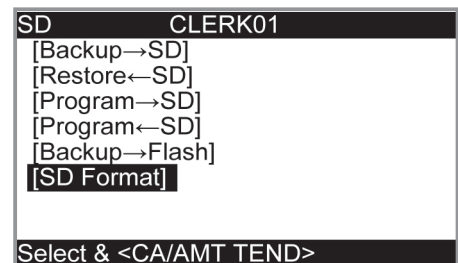 SD CLERK01
[Backup→SD]
[Restore←SD]
[Program→SD]
[Program←SD]
[Backup→Flash]
[SD Format]
Select & <CA/AMT TEND>